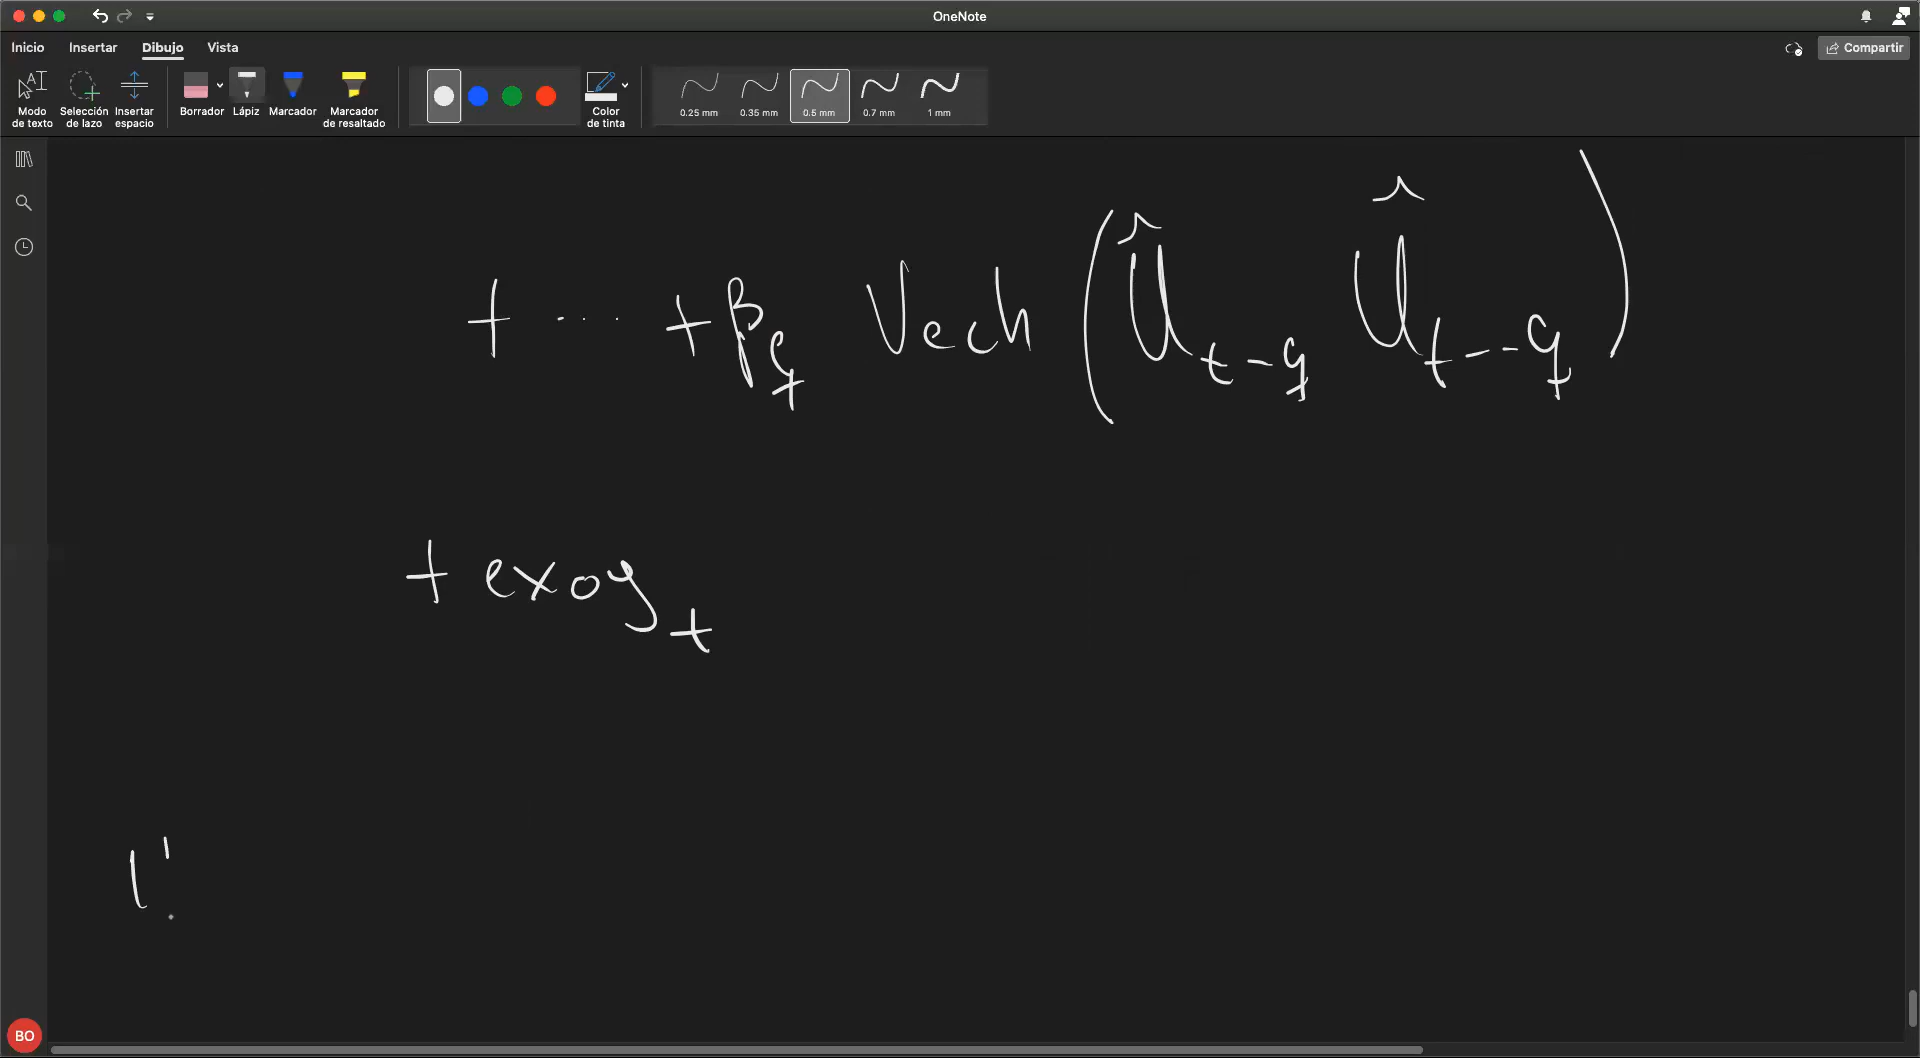 OneNote
Inicio Insertar Dibujo Vista Compartir
Modo de texto Selección de lazo Insertar espacio Borrador Lápiz Marcador Marcador de resaltado Color de tinta 0.25 mm 0.35 mm 0.5 mm 0.7 mm 1 mm
+ ... + β_q Vech (Û_{t-q} Û_{t--q})
+ exog_t
BO